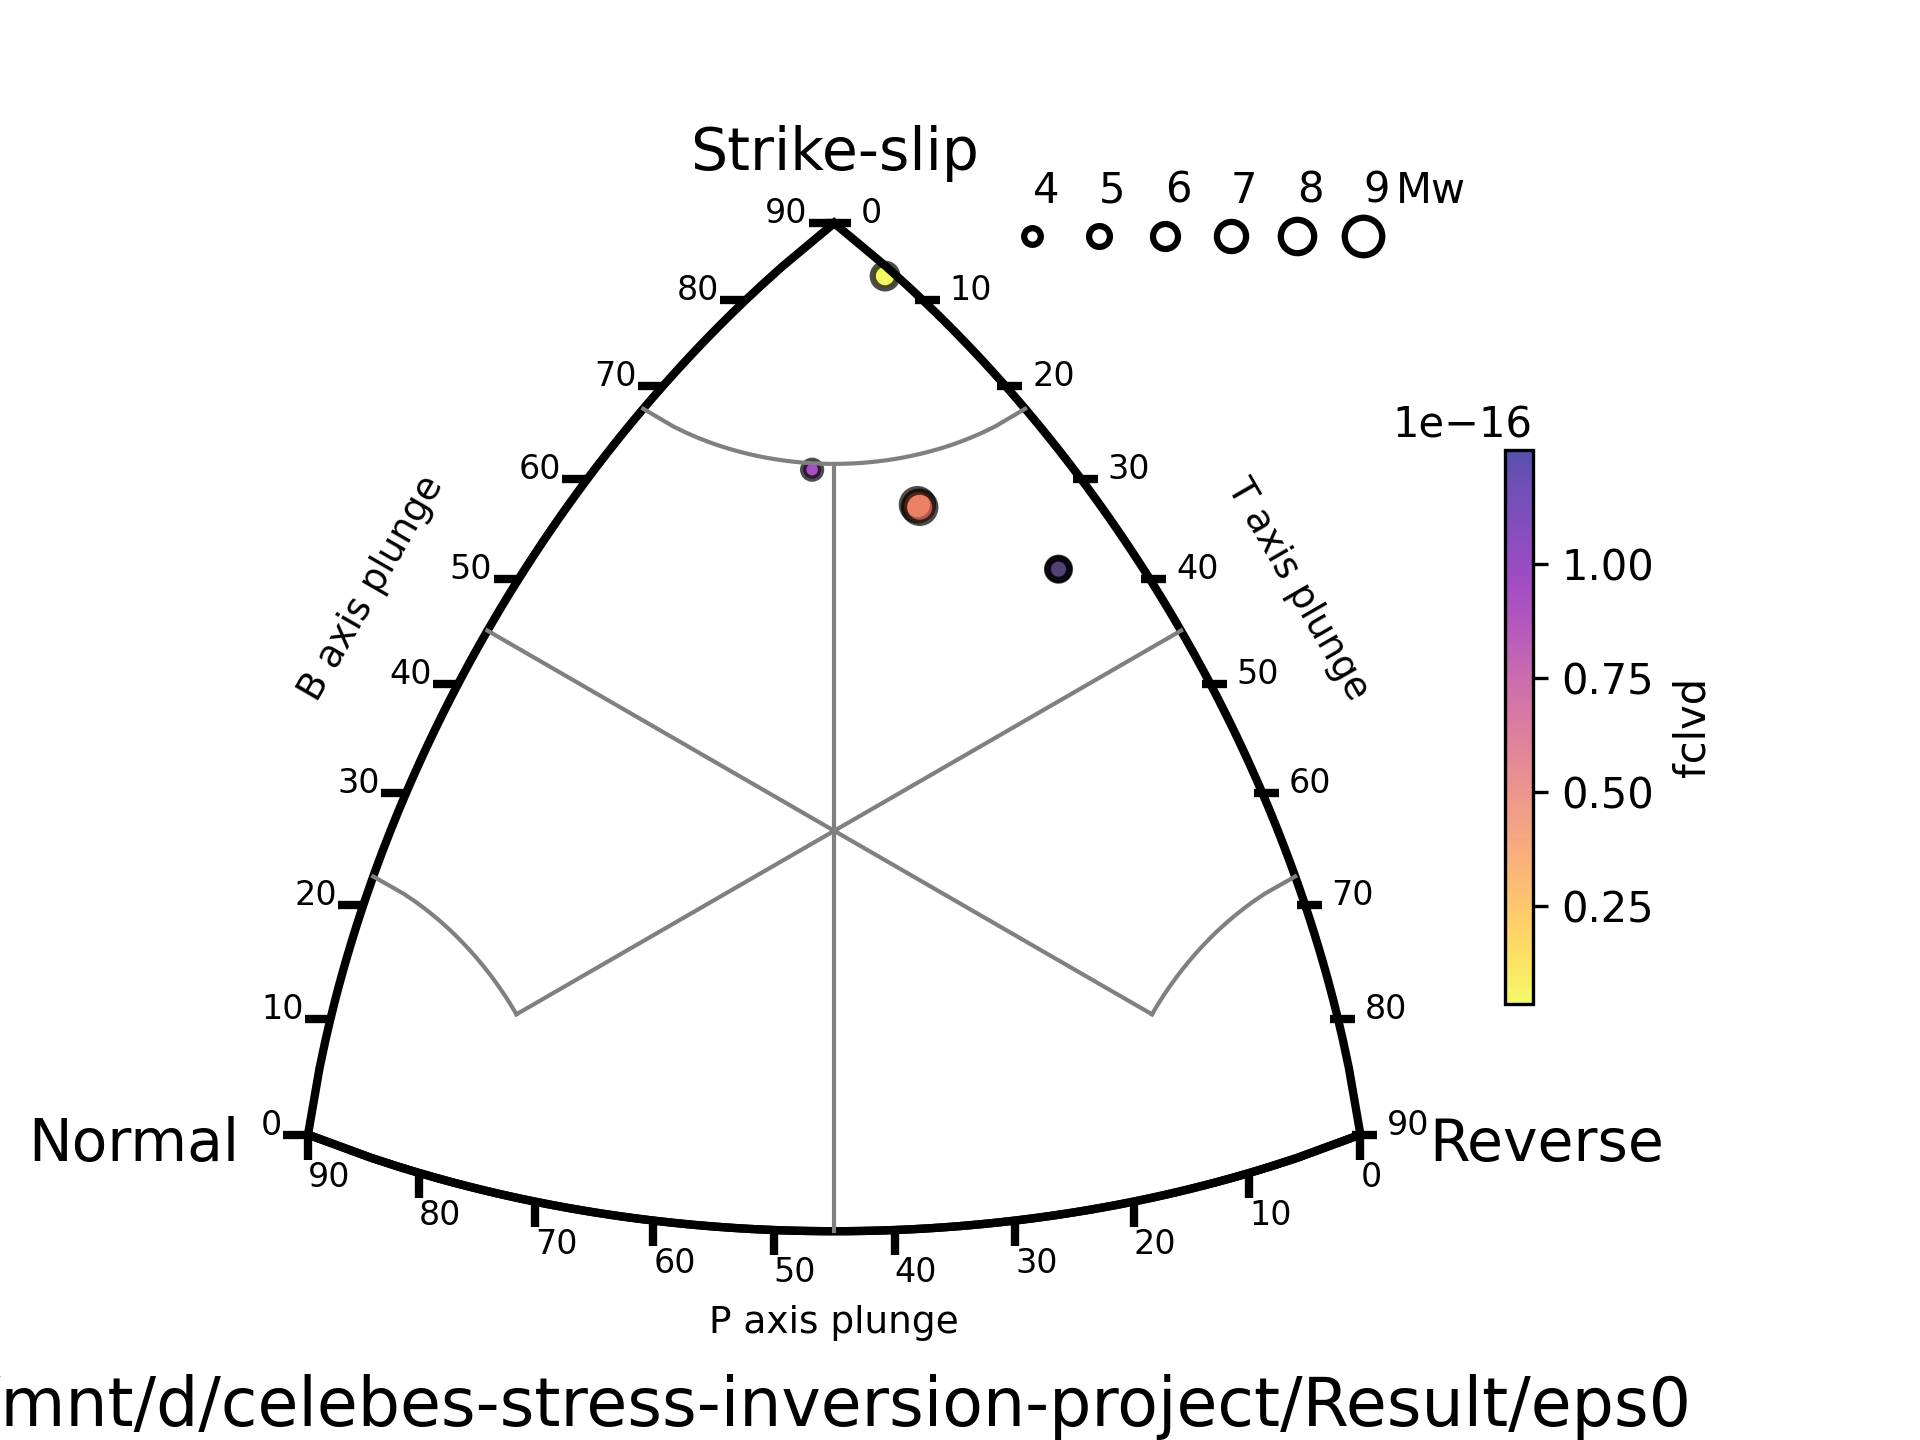 Strike-slip
4 5 6 7 8 9 Mw
90 0
80 10
70 20
60 30
50 40
40 50
30 60
20 70
10 80
0 90
B axis plunge
T axis plunge
Normal
Reverse
90 80 70 60 50 40 30 20 10 0
P axis plunge
1e−16
1.00
0.75
0.50
0.25
fclvd
mnt/d/celebes-stress-inversion-project/Result/eps0